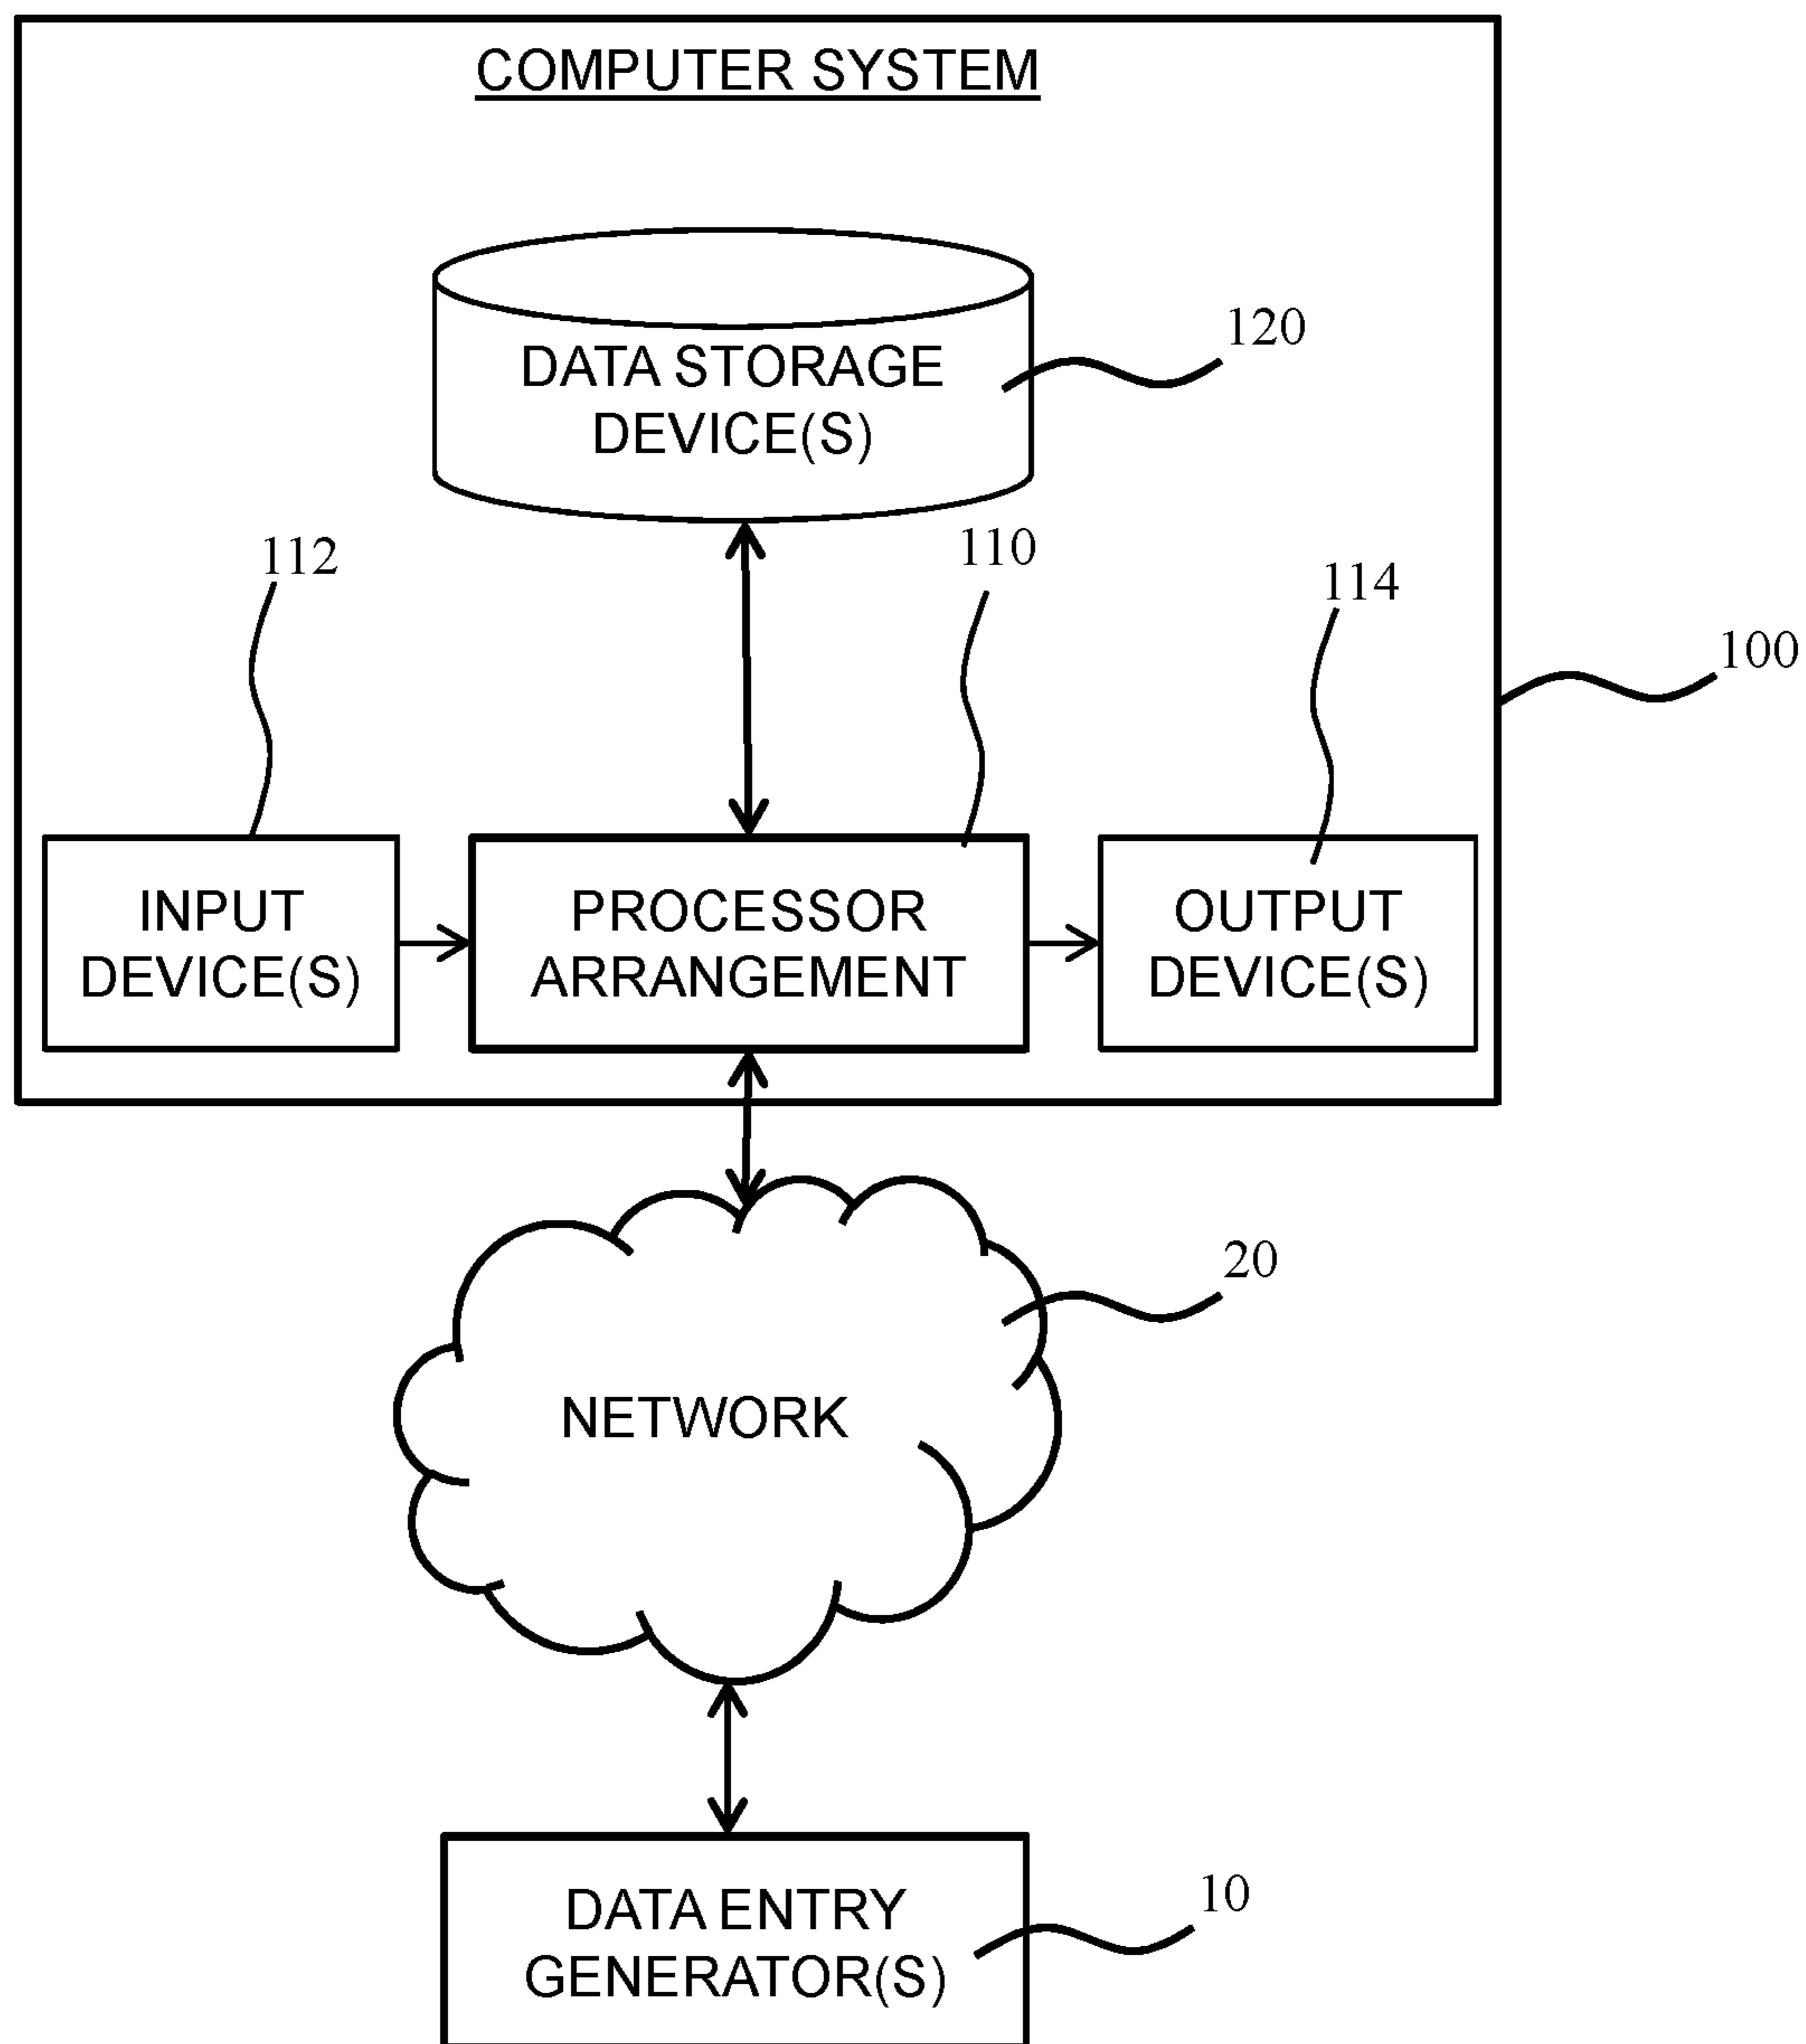 COMPUTER SYSTEM
120
DATA STORAGE
DEVICE(S)
112
110
114
100
INPUT
DEVICE(S)
PROCESSOR
ARRANGEMENT
OUTPUT
DEVICE(S)
20
NETWORK
10
DATA ENTRY
GENERATOR(S)